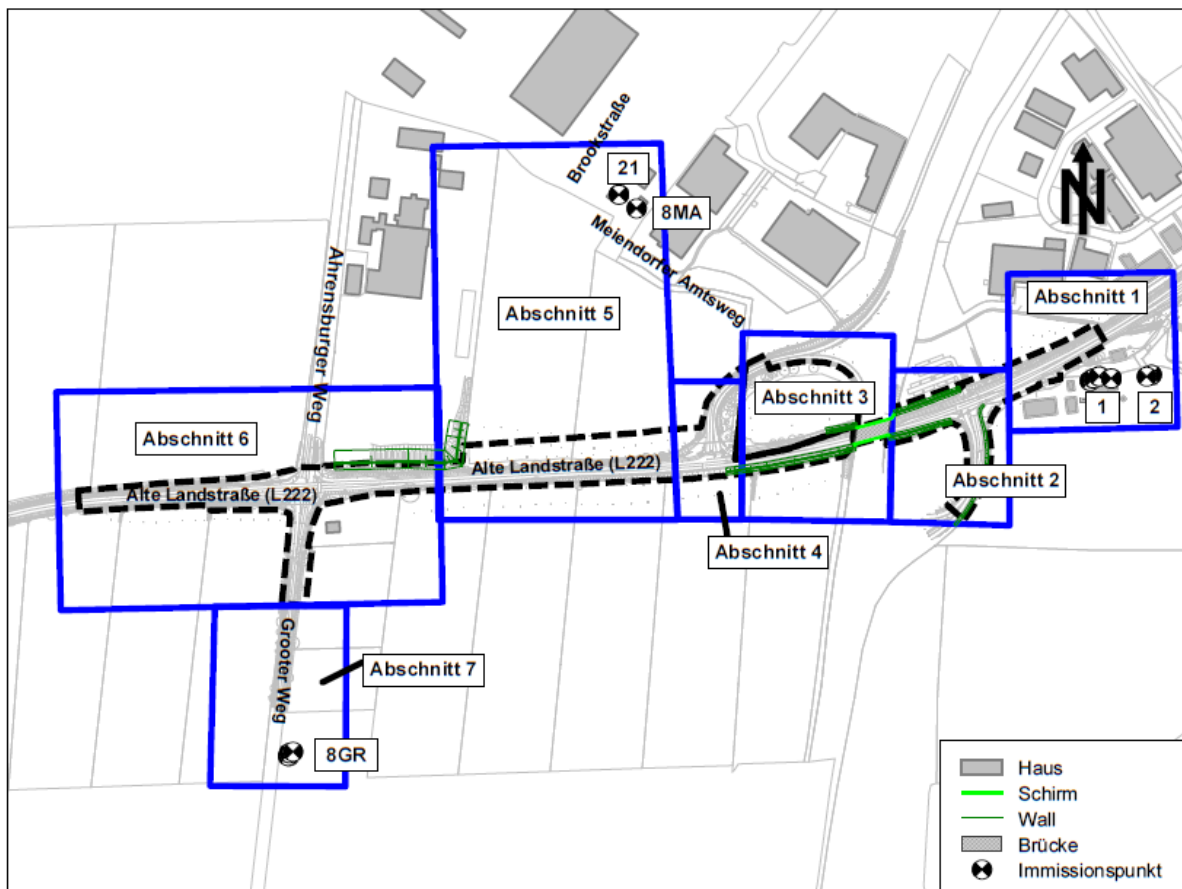 Brookstraße
21
8MA
Meiendorfer Amtsweg
N
Ahrensburger Weg
Abschnitt 5
Abschnitt 1
Abschnitt 3
1
2
Abschnitt 6
Alte Landstraße (L222)
Alte Landstraße (L222)
Abschnitt 2
Abschnitt 4
Grooter Weg
Abschnitt 7
8GR
Haus
Schirm
Wall
Brücke
Immissionspunkt